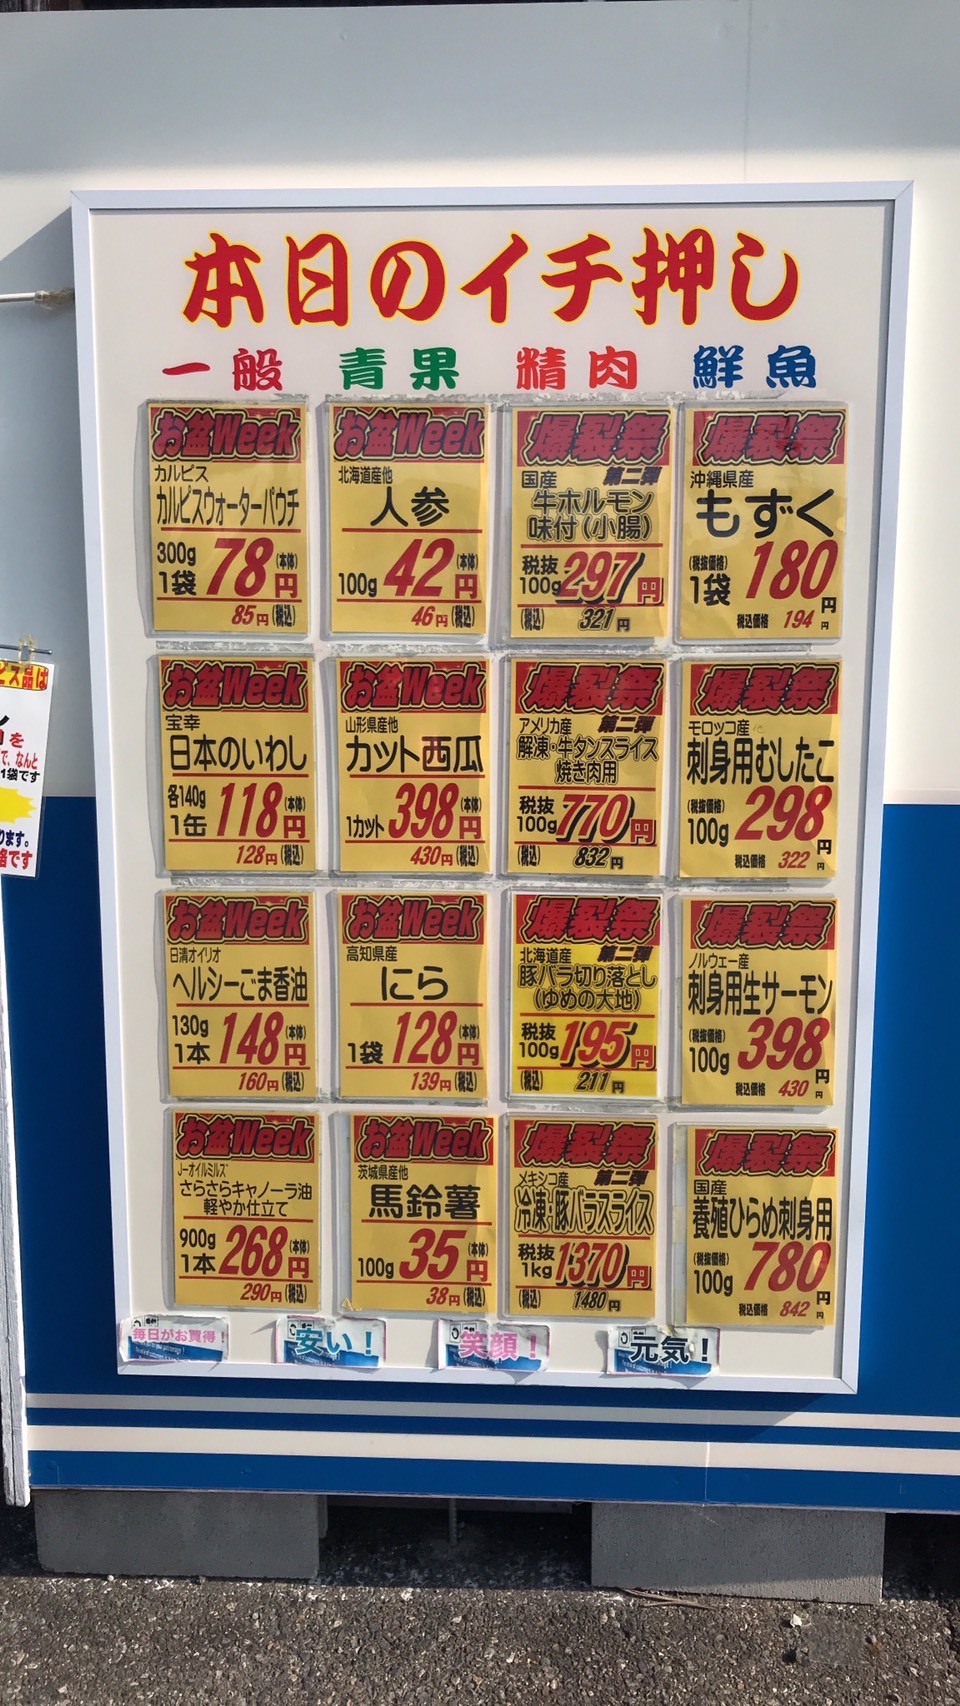 本日のイチ押し
一般 青果 精肉 鮮魚
お盆Week
カルピス
カルピスウォーターパウチ
300g
1袋
78円
(本体)
85円(税込)
お盆Week
北海道産他
人参
100g
42円
(本体)
46円(税込)
爆裂祭
第二弾
国産
牛ホルモン
味付(小腸)
税抜
100g
297円
(税込)
321円
爆裂祭
沖縄県産
もずく
(税抜価格)
1袋
180円
税込価格 194円
お盆Week
宝幸
日本のいわし
各140g
1缶
118円
(本体)
128円(税込)
お盆Week
山形県産他
カット西瓜
1カット
398円
(本体)
430円(税込)
爆裂祭
第二弾
アメリカ産
解凍・牛タンスライス
焼き肉用
税抜
100g
770円
(税込)
832円
爆裂祭
モロッコ産
刺身用むしたこ
(税抜価格)
100g
298円
税込価格 322円
お盆Week
日清オイリオ
ヘルシーごま香油
130g
1本
148円
(本体)
160円(税込)
お盆Week
高知県産
にら
1袋
128円
(本体)
139円(税込)
爆裂祭
第二弾
北海道産
豚バラ切り落とし
(ゆめの大地)
税抜
100g
195円
(税込)
211円
爆裂祭
ノルウェー産
刺身用生サーモン
(税抜価格)
100g
398円
税込価格 430円
お盆Week
J-オイルミルズ
さらさらキャノーラ油
軽やか仕立て
900g
1本
268円
(本体)
290円(税込)
お盆Week
茨城県産他
馬鈴薯
100g
35円
(本体)
38円(税込)
爆裂祭
第二弾
メキシコ産
冷凍:豚バラスライス
税抜
1kg
1370円
(税込)
1480円
爆裂祭
国産
養殖ひらめ刺身用
(税抜価格)
100g
780円
税込価格 842円
毎日がお買得!
安い!
笑顔!
元気!
ビス品は
を
で、なんと
1袋です
ります。
格です